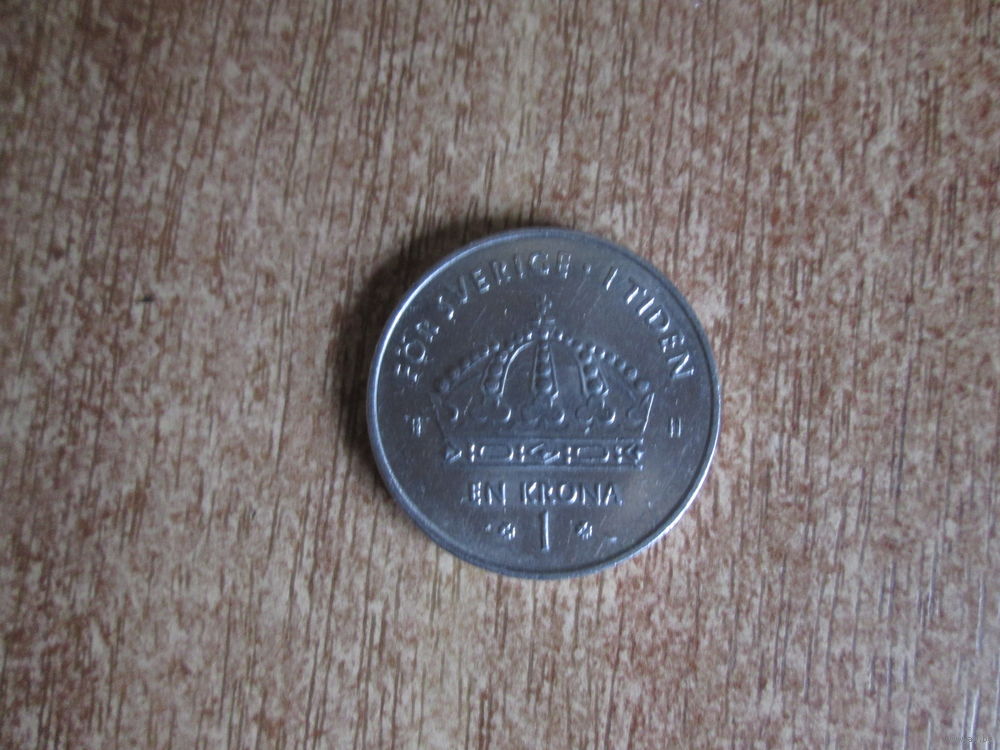 FÖR SVERIGE · I TIDEN
H
EN KRONA
1